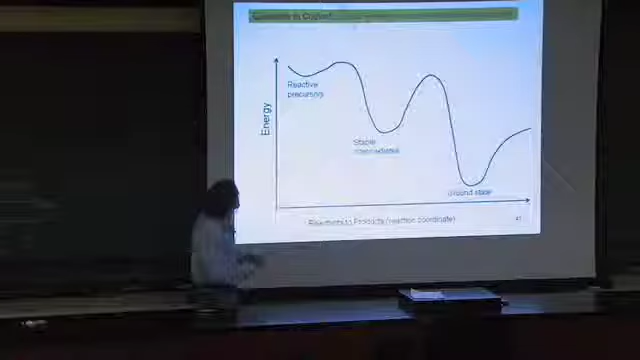 Reactive
precursors
Energy
Stable
intermediates
Ground state
Reactants to Products (reaction coordinate)